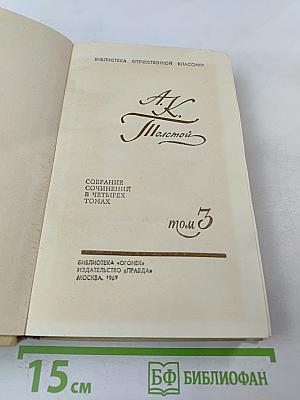 БИБЛИОТЕКА ОТЕЧЕСТВЕННОЙ КЛАССИКИ
А.К.
Толстой
СОБРАНИЕ
СОЧИНЕНИЙ
В ЧЕТЫРЕХ
ТОМАХ
том 3
БИБЛИОТЕКА «ОГОНЕК»
ИЗДАТЕЛЬСТВО «ПРАВДА»
МОСКВА, 1969
15 см
БФ БИБЛИОФАН